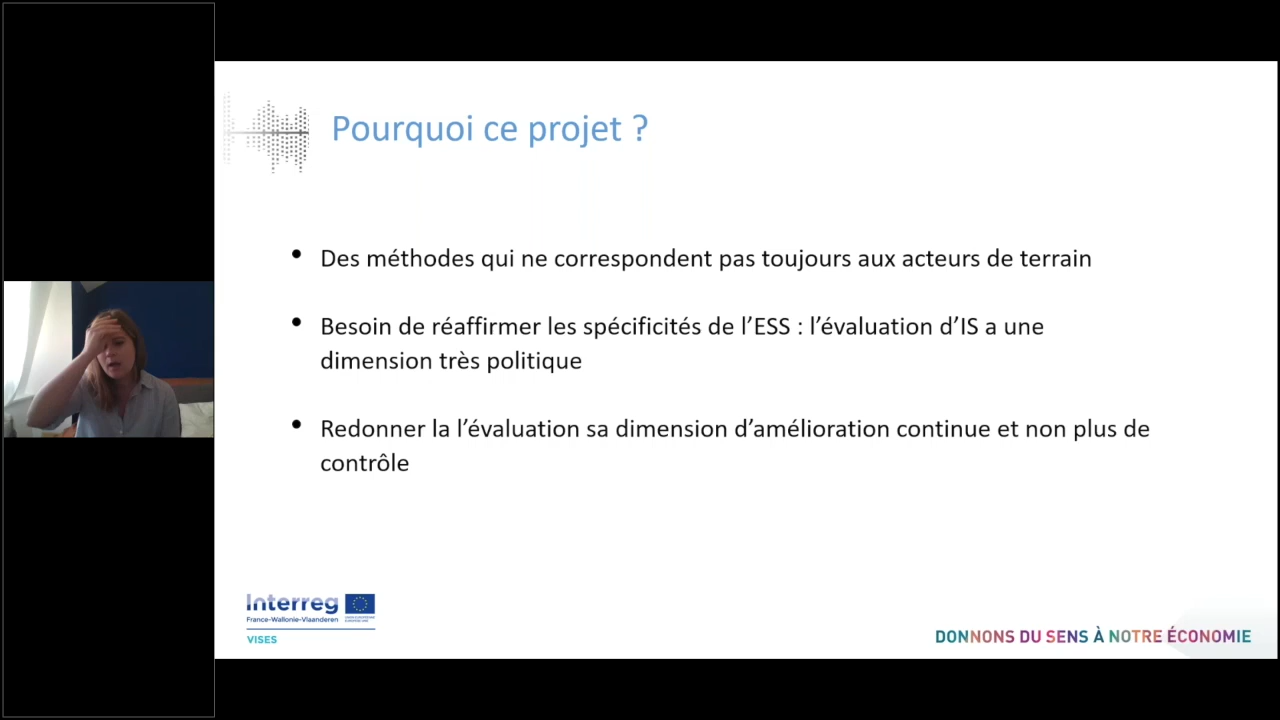 Pourquoi ce projet ?
• Des méthodes qui ne correspondent pas toujours aux acteurs de terrain
• Besoin de réaffirmer les spécificités de l’ESS : l’évaluation d’IS a une
dimension très politique
• Redonner la l’évaluation sa dimension d’amélioration continue et non plus de
contrôle
Interreg
France-Wallonie-Vlaanderen
VISES
DONNONS DU SENS À NOTRE ÉCONOMIE